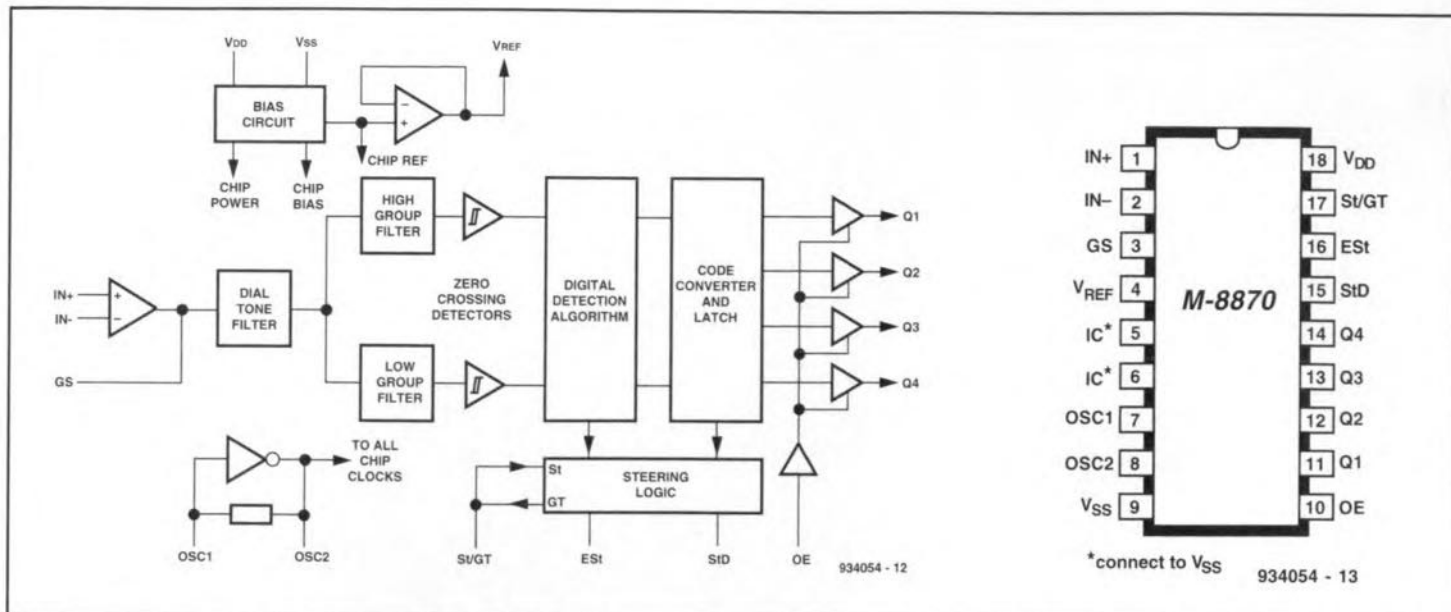 VDD
VSS
VREF
BIAS
CIRCUIT
−
+
CHIP REF
CHIP
POWER
CHIP
BIAS
HIGH
GROUP
FILTER
IN+
IN-
+
−
GS
DIAL
TONE
FILTER
ZERO
CROSSING
DETECTORS
LOW
GROUP
FILTER
DIGITAL
DETECTION
ALGORITHM
CODE
CONVERTER
AND
LATCH
Q1
Q2
Q3
Q4
TO ALL
CHIP
CLOCKS
OSC1
OSC2
St
GT
STEERING
LOGIC
St/GT
ESt
StD
OE
934054 - 12
M-8870
IN+ 1
IN– 2
GS 3
VREF 4
IC* 5
IC* 6
OSC1 7
OSC2 8
VSS 9
18 VDD
17 St/GT
16 ESt
15 StD
14 Q4
13 Q3
12 Q2
11 Q1
10 OE
*connect to VSS
934054 - 13